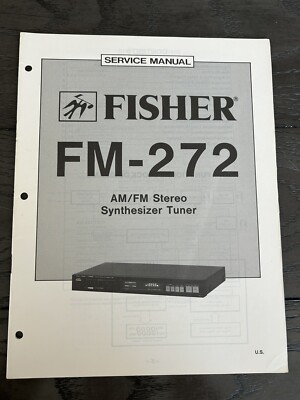 SERVICE MANUAL
FISHER®
FM-272
AM/FM Stereo
Synthesizer Tuner
U.S.